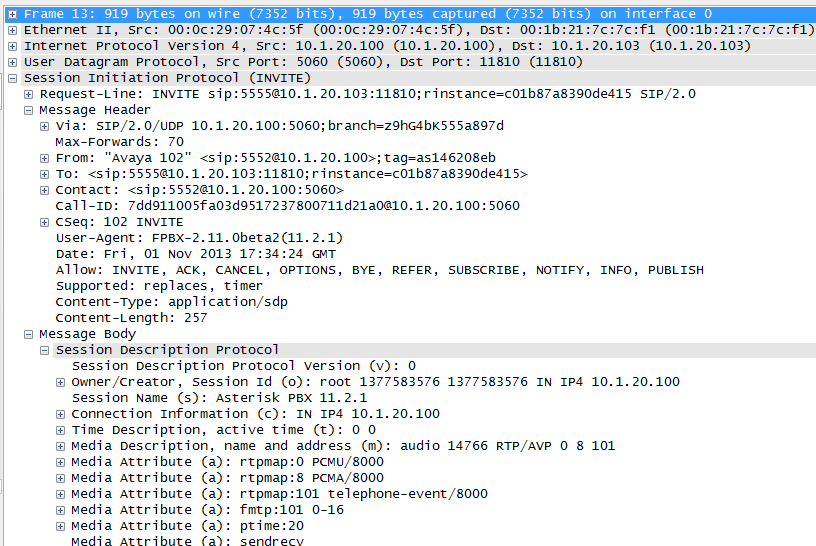 Frame 13: 919 bytes on wire (7352 bits), 919 bytes captured (7352 bits) on interface 0
Ethernet II, Src: 00:0c:29:07:4c:5f (00:0c:29:07:4c:5f), Dst: 00:1b:21:7c:7c:f1 (00:1b:21:7c:7c:f1)
Internet Protocol Version 4, Src: 10.1.20.100 (10.1.20.100), Dst: 10.1.20.103 (10.1.20.103)
User Datagram Protocol, Src Port: 5060 (5060), Dst Port: 11810 (11810)
Session Initiation Protocol (INVITE)
Request-Line: INVITE sip:5555@10.1.20.103:11810;rinstance=c01b87a8390de415 SIP/2.0
Message Header
Via: SIP/2.0/UDP 10.1.20.100:5060;branch=z9hG4bK555a897d
Max-Forwards: 70
From: "Avaya 102" <sip:5552@10.1.20.100>;tag=as146208eb
To: <sip:5555@10.1.20.103:11810;rinstance=c01b87a8390de415>
Contact: <sip:5552@10.1.20.100:5060>
Call-ID: 7dd911005fa03d9517237800711d21a0@10.1.20.100:5060
CSeq: 102 INVITE
User-Agent: FPBX-2.11.0beta2(11.2.1)
Date: Fri, 01 Nov 2013 17:34:24 GMT
Allow: INVITE, ACK, CANCEL, OPTIONS, BYE, REFER, SUBSCRIBE, NOTIFY, INFO, PUBLISH
Supported: replaces, timer
Content-Type: application/sdp
Content-Length: 257
Message Body
Session Description Protocol
Session Description Protocol Version (v): 0
Owner/Creator, Session Id (o): root 1377583576 1377583576 IN IP4 10.1.20.100
Session Name (s): Asterisk PBX 11.2.1
Connection Information (c): IN IP4 10.1.20.100
Time Description, active time (t): 0 0
Media Description, name and address (m): audio 14766 RTP/AVP 0 8 101
Media Attribute (a): rtpmap:0 PCMU/8000
Media Attribute (a): rtpmap:8 PCMA/8000
Media Attribute (a): rtpmap:101 telephone-event/8000
Media Attribute (a): fmtp:101 0-16
Media Attribute (a): ptime:20
Media Attribute (a): sendrecv